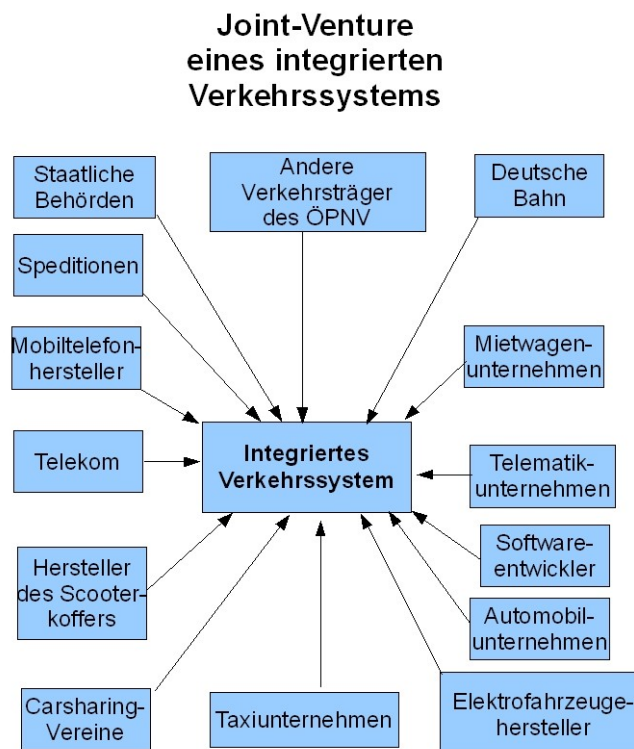 Joint-Venture
eines integrierten
Verkehrssystems
Staatliche
Behörden
Andere
Verkehrsträger
des ÖPNV
Deutsche
Bahn
Speditionen
Mobiltelefon-
hersteller
Mietwagen-
unternehmen
Integriertes
Verkehrssystem
Telekom
Telematik-
unternehmen
Software-
entwickler
Hersteller
des Scooter-
koffers
Automobil-
unternehmen
Carsharing-
Vereine
Taxiunternehmen
Elektrofahrzeuge-
hersteller